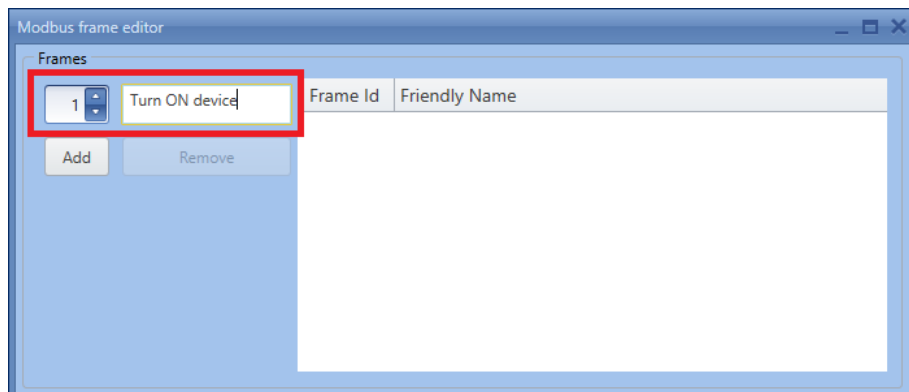 Modbus frame editor
Frames
1 Turn ON device Frame Id Friendly Name
Add Remove